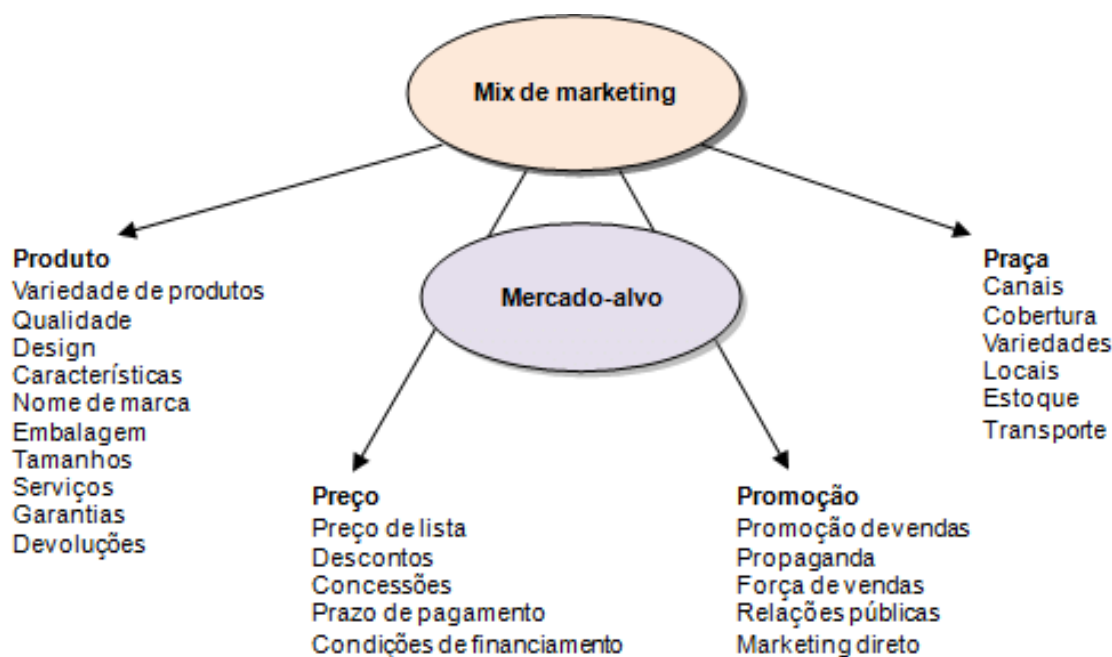 Mix de marketing
Mercado-alvo
Produto
Variedade de produtos
Qualidade
Design
Características
Nome de marca
Embalagem
Tamanhos
Serviços
Garantias
Devoluções
Preço
Preço de lista
Descontos
Concessões
Prazo de pagamento
Condições de financiamento
Promoção
Promoção de vendas
Propaganda
Força de vendas
Relações públicas
Marketing direto
Praça
Canais
Cobertura
Variedades
Locais
Estoque
Transporte